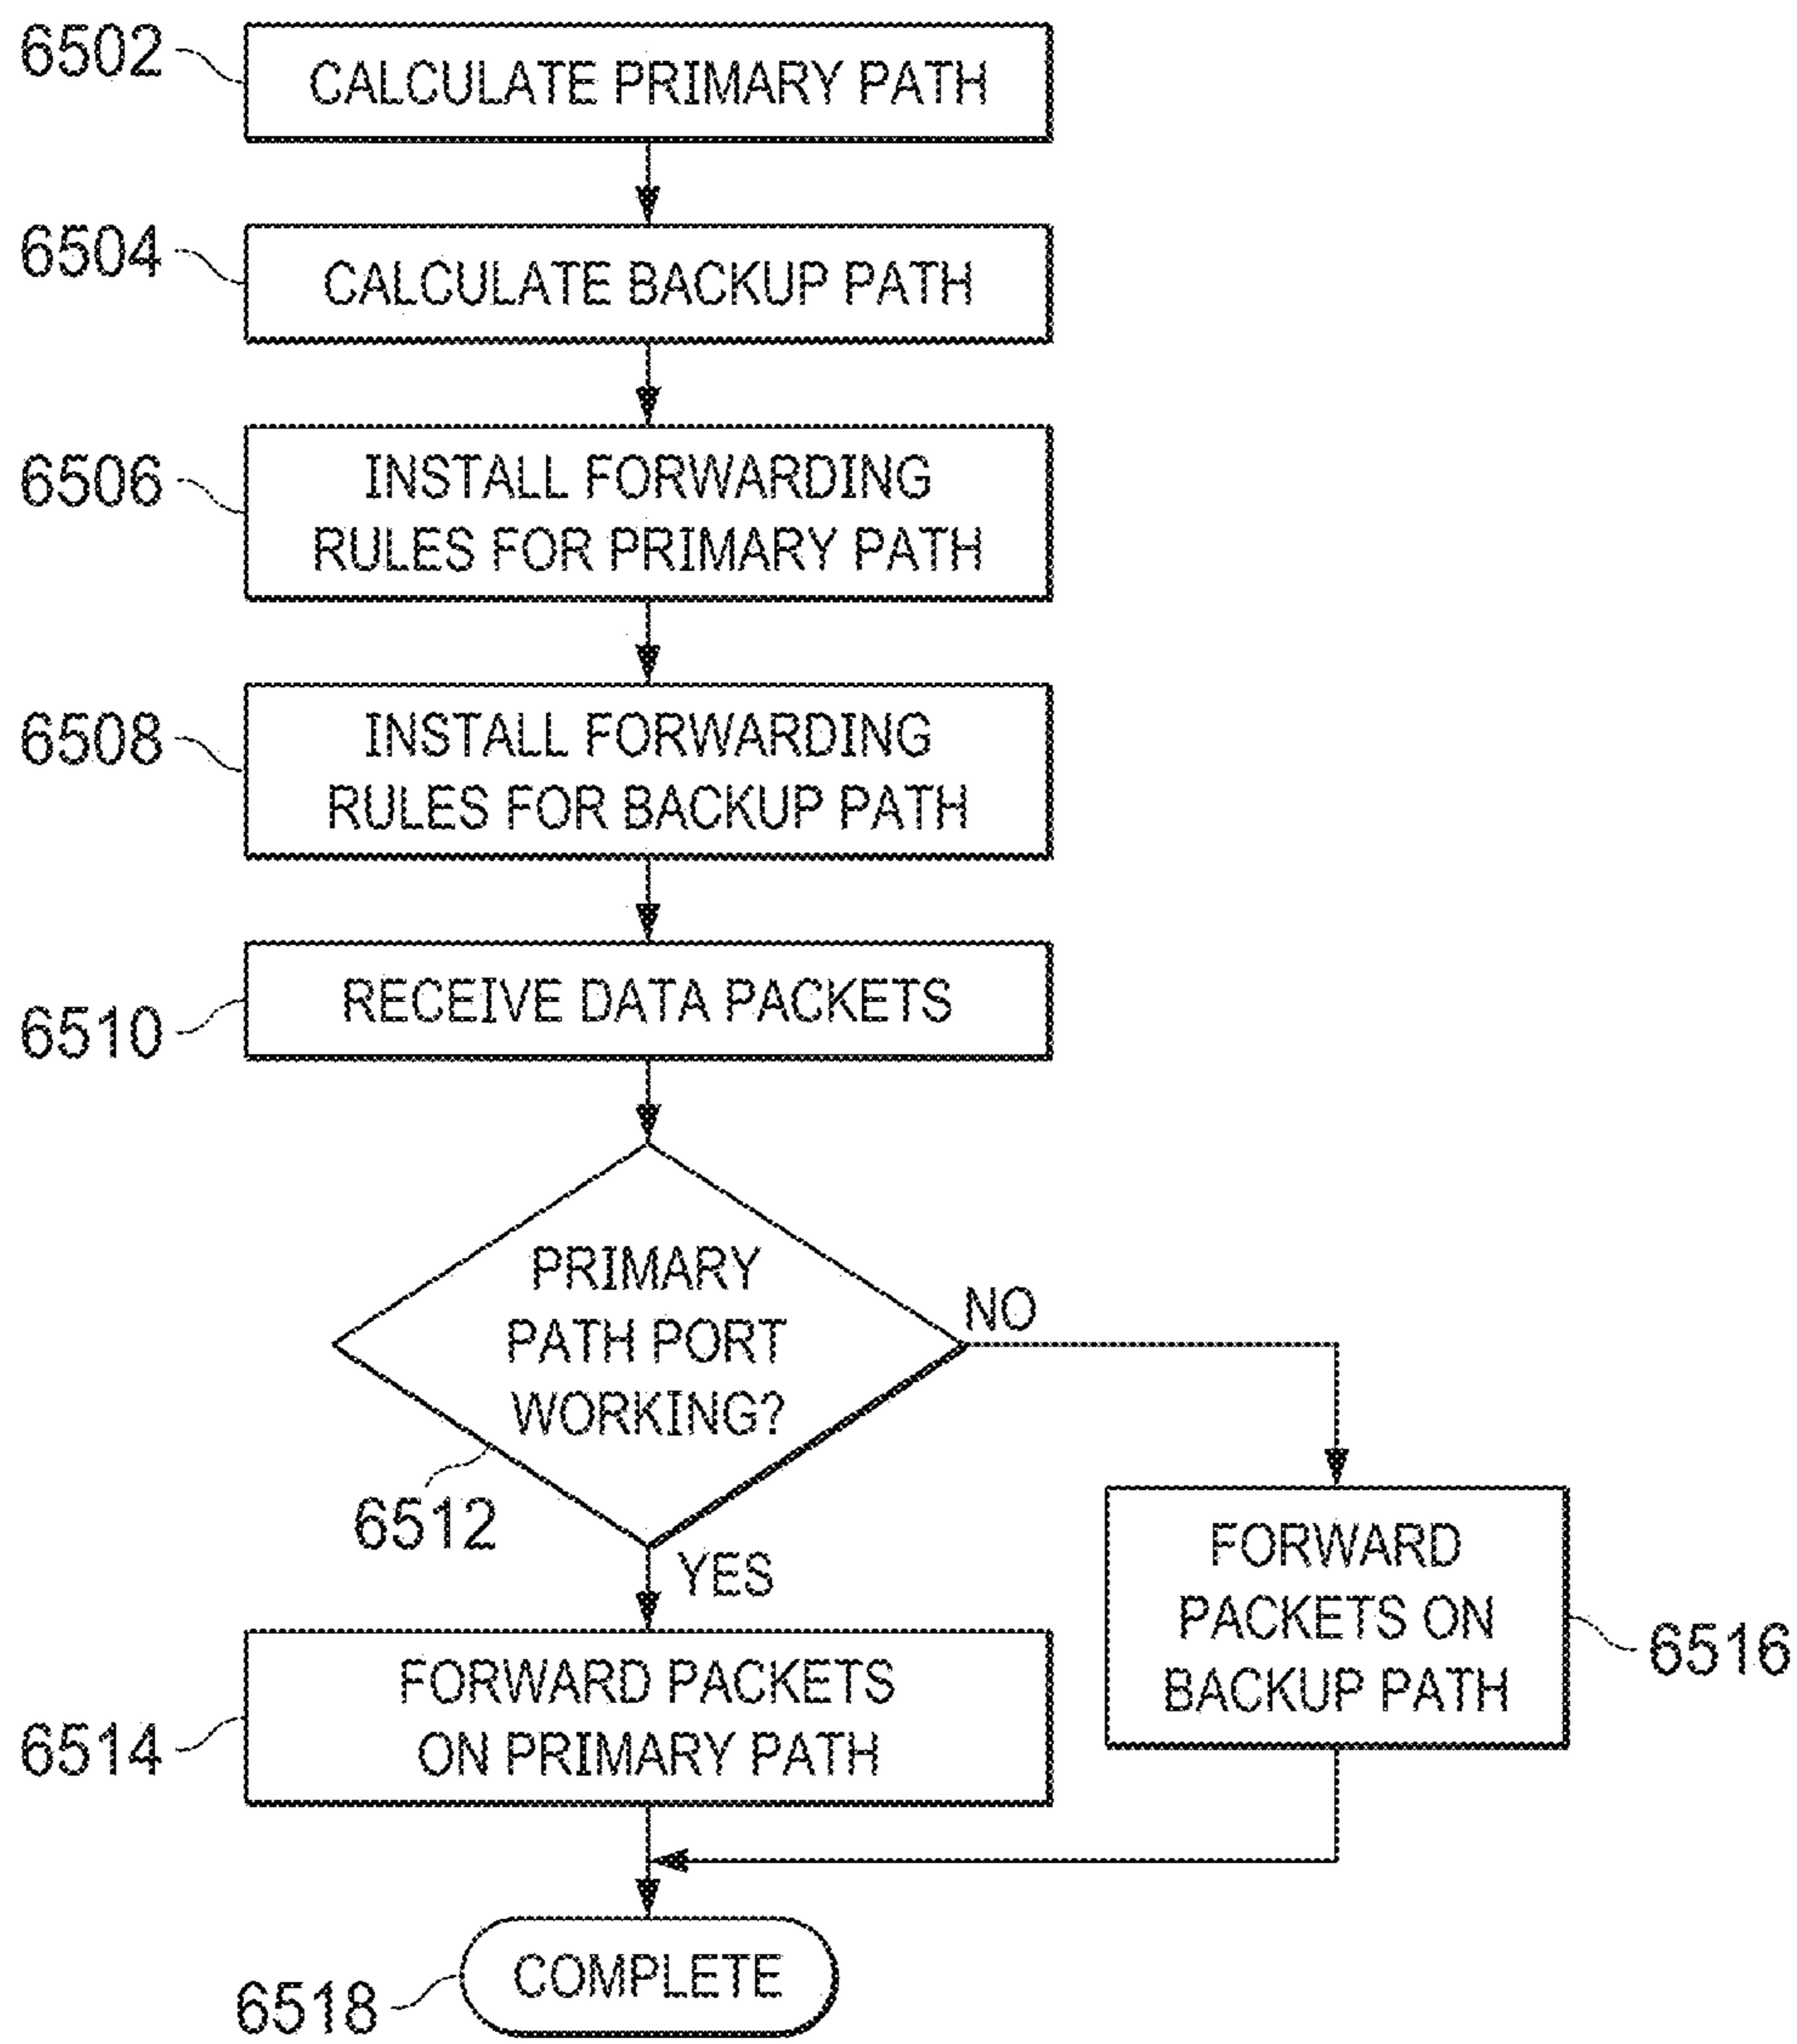 6502
CALCULATE PRIMARY PATH
6504
CALCULATE BACKUP PATH
6506
INSTALL FORWARDING
RULES FOR PRIMARY PATH
6508
INSTALL FORWARDING
RULES FOR BACKUP PATH
6510
RECEIVE DATA PACKETS
PRIMARY
PATH PORT
WORKING?
NO
6512
YES
FORWARD
PACKETS ON
BACKUP PATH
6516
6514
FORWARD PACKETS
ON PRIMARY PATH
6518
COMPLETE